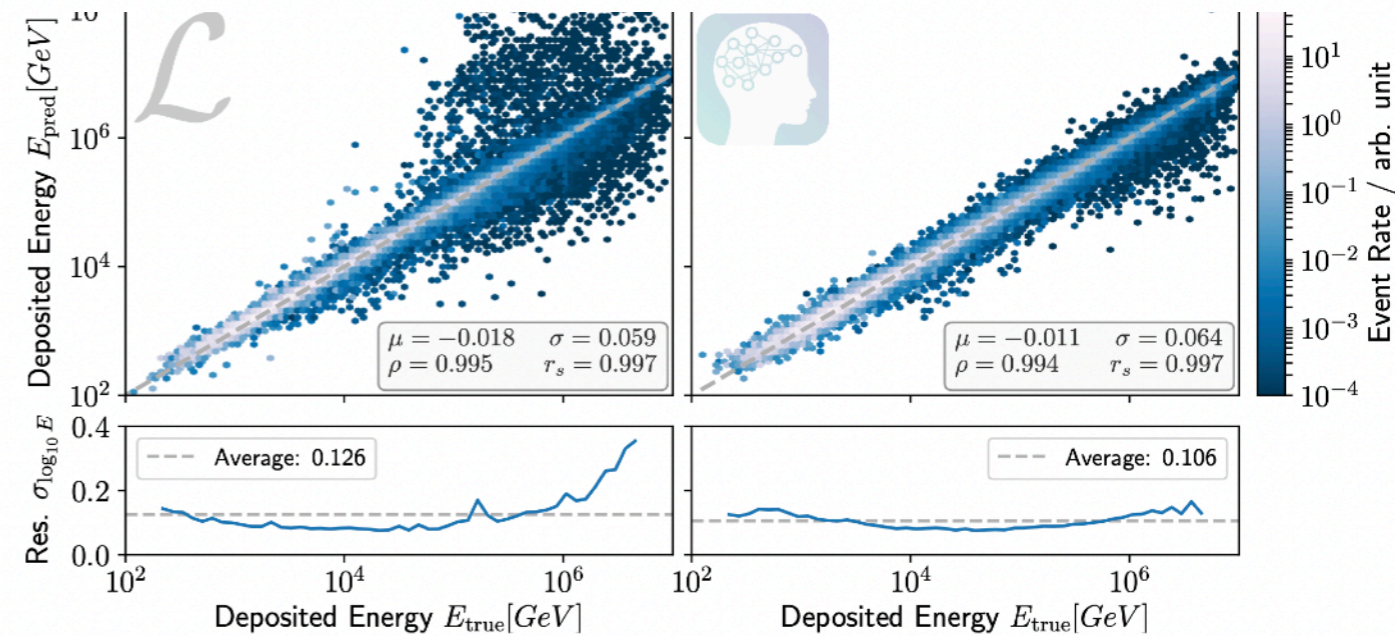 10
Deposited Energy E_pred[GeV]
10^6
10^4
10^2
ℒ
μ = −0.018 σ = 0.059
ρ = 0.995 r_s = 0.997
μ = −0.011 σ = 0.064
ρ = 0.994 r_s = 0.997
10^1
10^0
10^−1
10^−2
10^−3
10^−4
Event Rate / arb. unit
Res. σ_log₁₀ E
0.4
0.2
0.0
Average: 0.126
Average: 0.106
10^2 10^4 10^6 10^2 10^4 10^6
Deposited Energy E_true[GeV] Deposited Energy E_true[GeV]